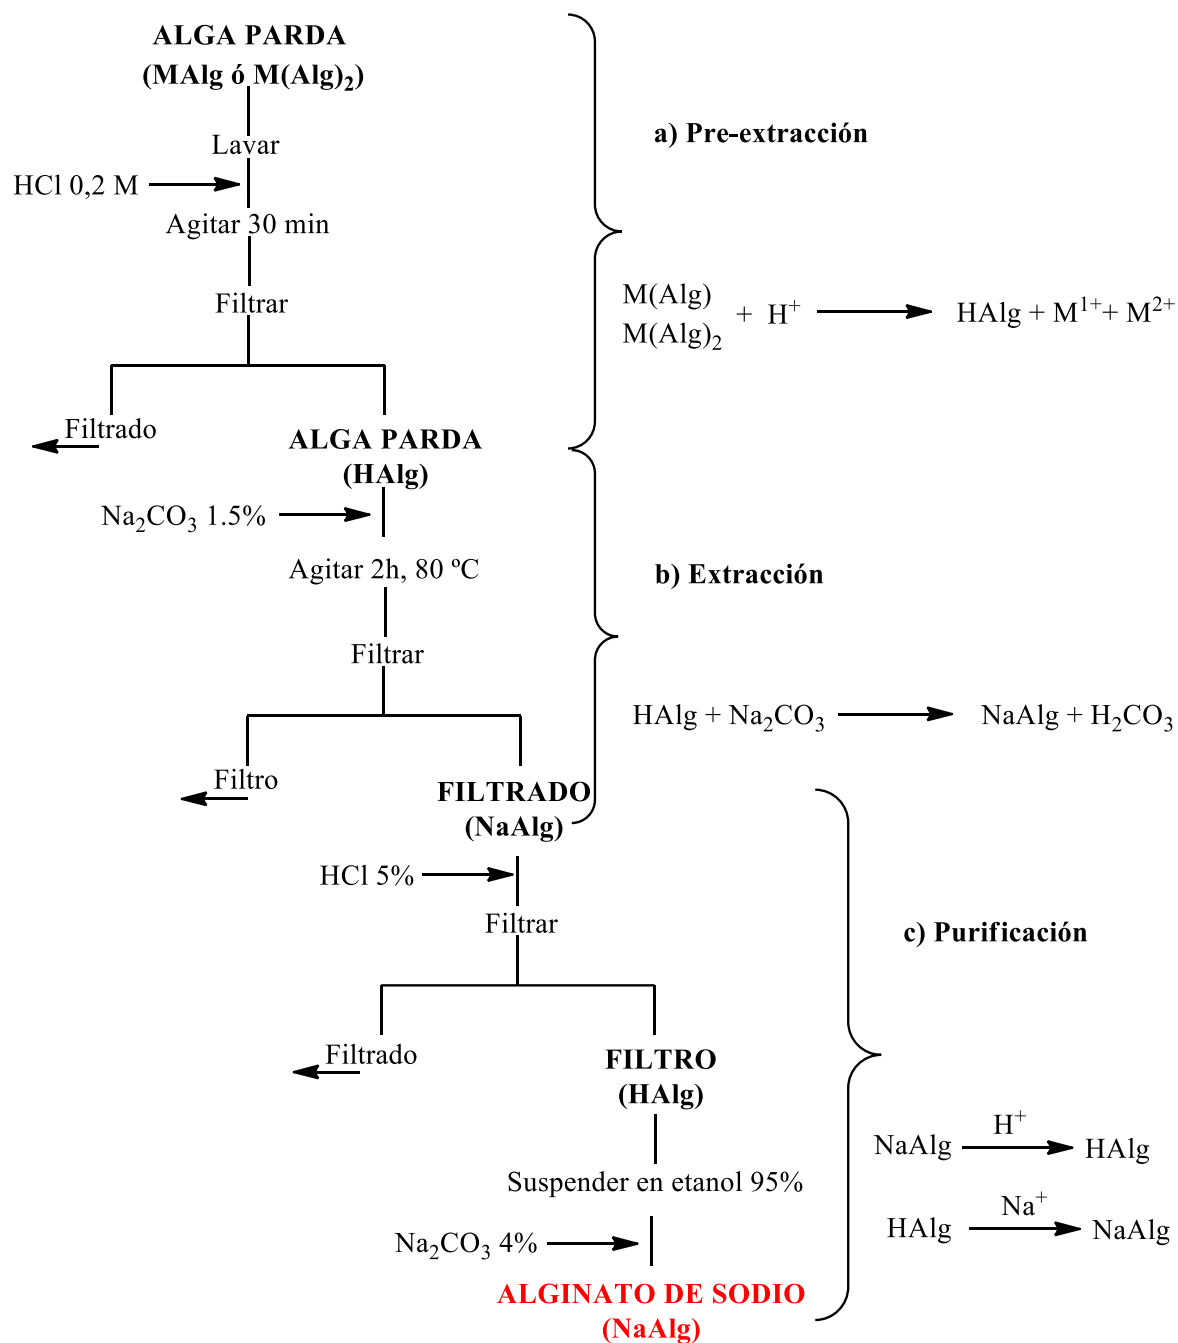 ALGA PARDA
(MAlg ó M(Alg)₂)
a) Pre-extracción
Lavar
HCl 0,2 M
Agitar 30 min
Filtrar
M(Alg)
M(Alg)₂
+ H⁺
HAlg + M¹⁺+ M²⁺
Filtrado
ALGA PARDA
(HAlg)
Na₂CO₃ 1.5%
Agitar 2h, 80 ºC
b) Extracción
Filtrar
HAlg + Na₂CO₃
NaAlg + H₂CO₃
Filtro
FILTRADO
(NaAlg)
HCl 5%
Filtrar
c) Purificación
Filtrado
FILTRO
(HAlg)
NaAlg
H⁺
HAlg
Suspender en etanol 95%
HAlg
Na⁺
NaAlg
Na₂CO₃ 4%
ALGINATO DE SODIO
(NaAlg)